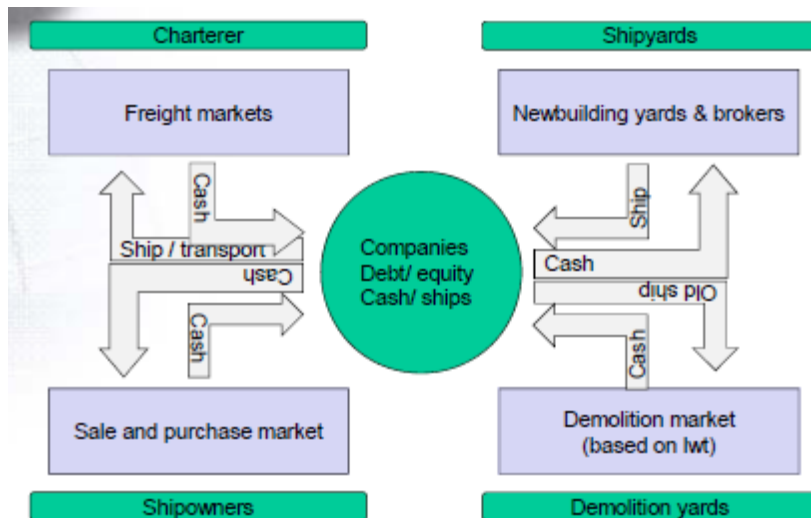 Charterer
Shipyards
Freight markets
Newbuilding yards & brokers
Cash
Ship
Ship / transport
Cash
Companies
Debt/ equity
Cash/ ships
Cash
Old ship
Cash
Cash
Sale and purchase market
Demolition market
(based on lwt)
Shipowners
Demolition yards